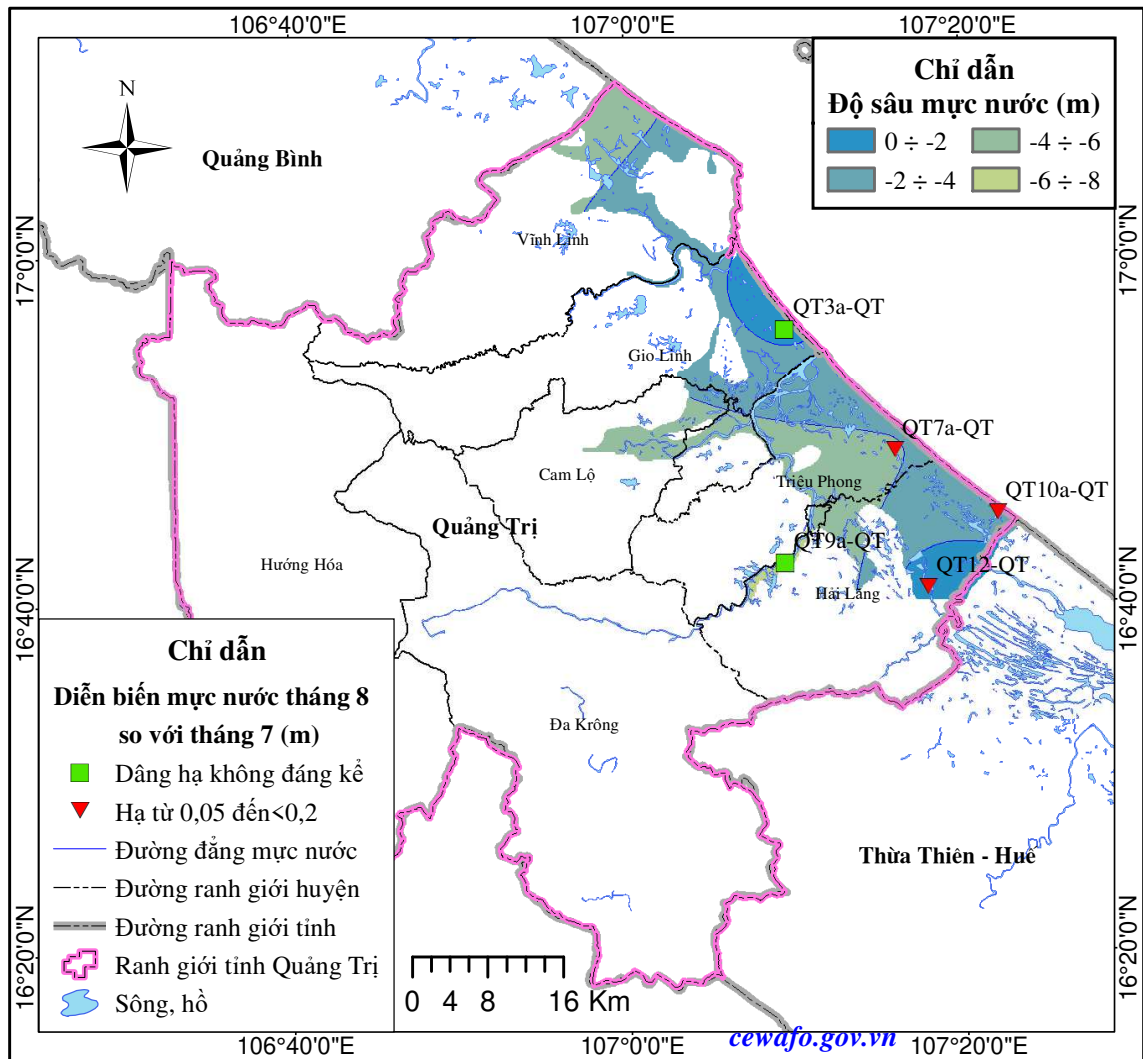 106°40'0"E 107°0'0"E 107°20'0"E
Chỉ dẫn
Độ sâu mực nước (m)
0 ÷ -2 -4 ÷ -6
-2 ÷ -4 -6 ÷ -8
N
Quảng Bình
17°0'0"N 17°0'0"N
Vĩnh Linh
QT3a-QT
Gio Linh
QT7a-QT
Cam Lộ
Triệu Phong
QT10a-QT
Quảng Trị
QT9a-QT
Hướng Hóa
QT12-QT
Hải Lăng
16°40'0"N 16°40'0"N
Chỉ dẫn
Diễn biến mực nước tháng 8
so với tháng 7 (m)
Dâng hạ không đáng kể
Hạ từ 0,05 đến<0,2
Đường đẳng mực nước
Đường ranh giới huyện
Đường ranh giới tỉnh
Ranh giới tỉnh Quảng Trị
Sông, hồ
Đa Krông
Thừa Thiên - Huế
16°20'0"N 16°20'0"N
0 4 8 16 Km
cewafo.gov.vn
106°40'0"E 107°0'0"E 107°20'0"E